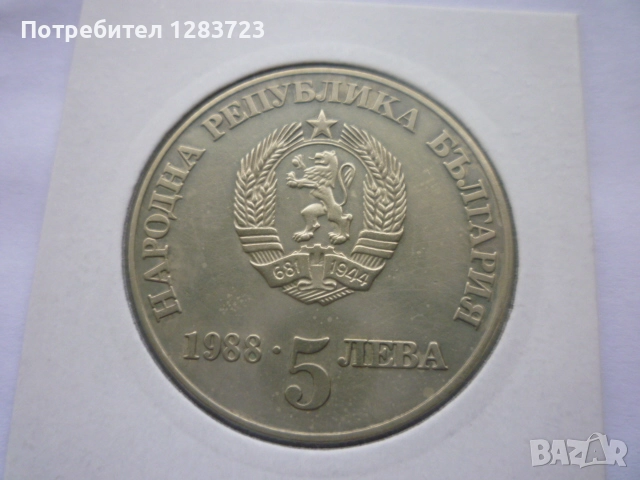 Потребител 1283723
НАРОДНА РЕПУБЛИКА БЪЛГАРИЯ
681 1944
1988 · 5 ЛЕВА
BAZAR